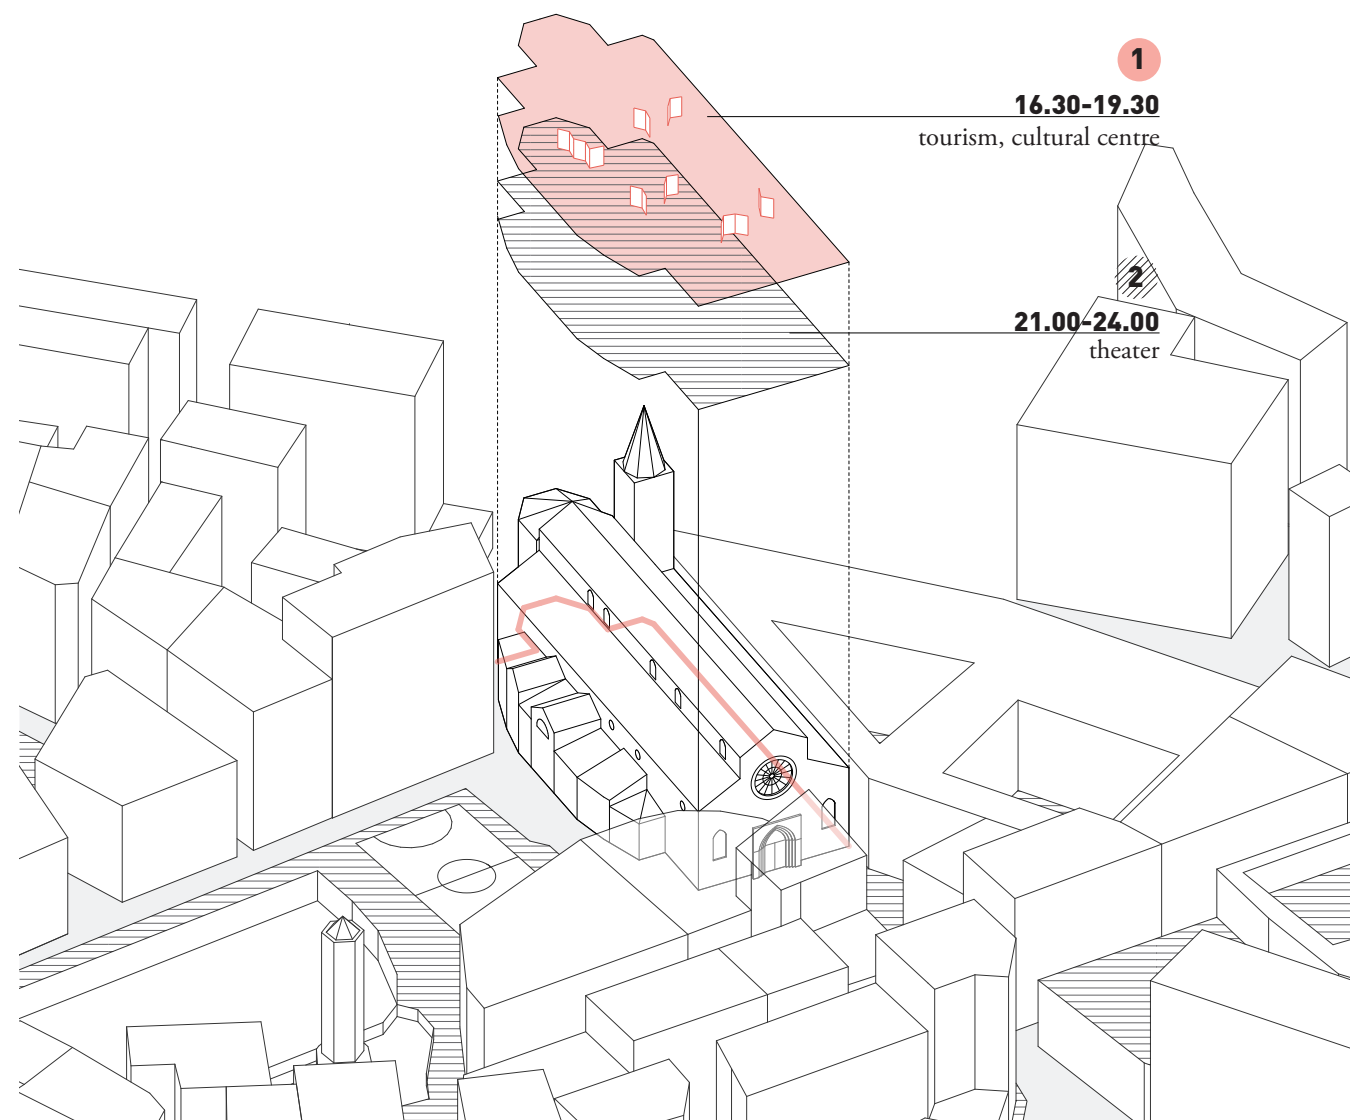 1
16.30-19.30
tourism, cultural centre
2
21.00-24.00
theater